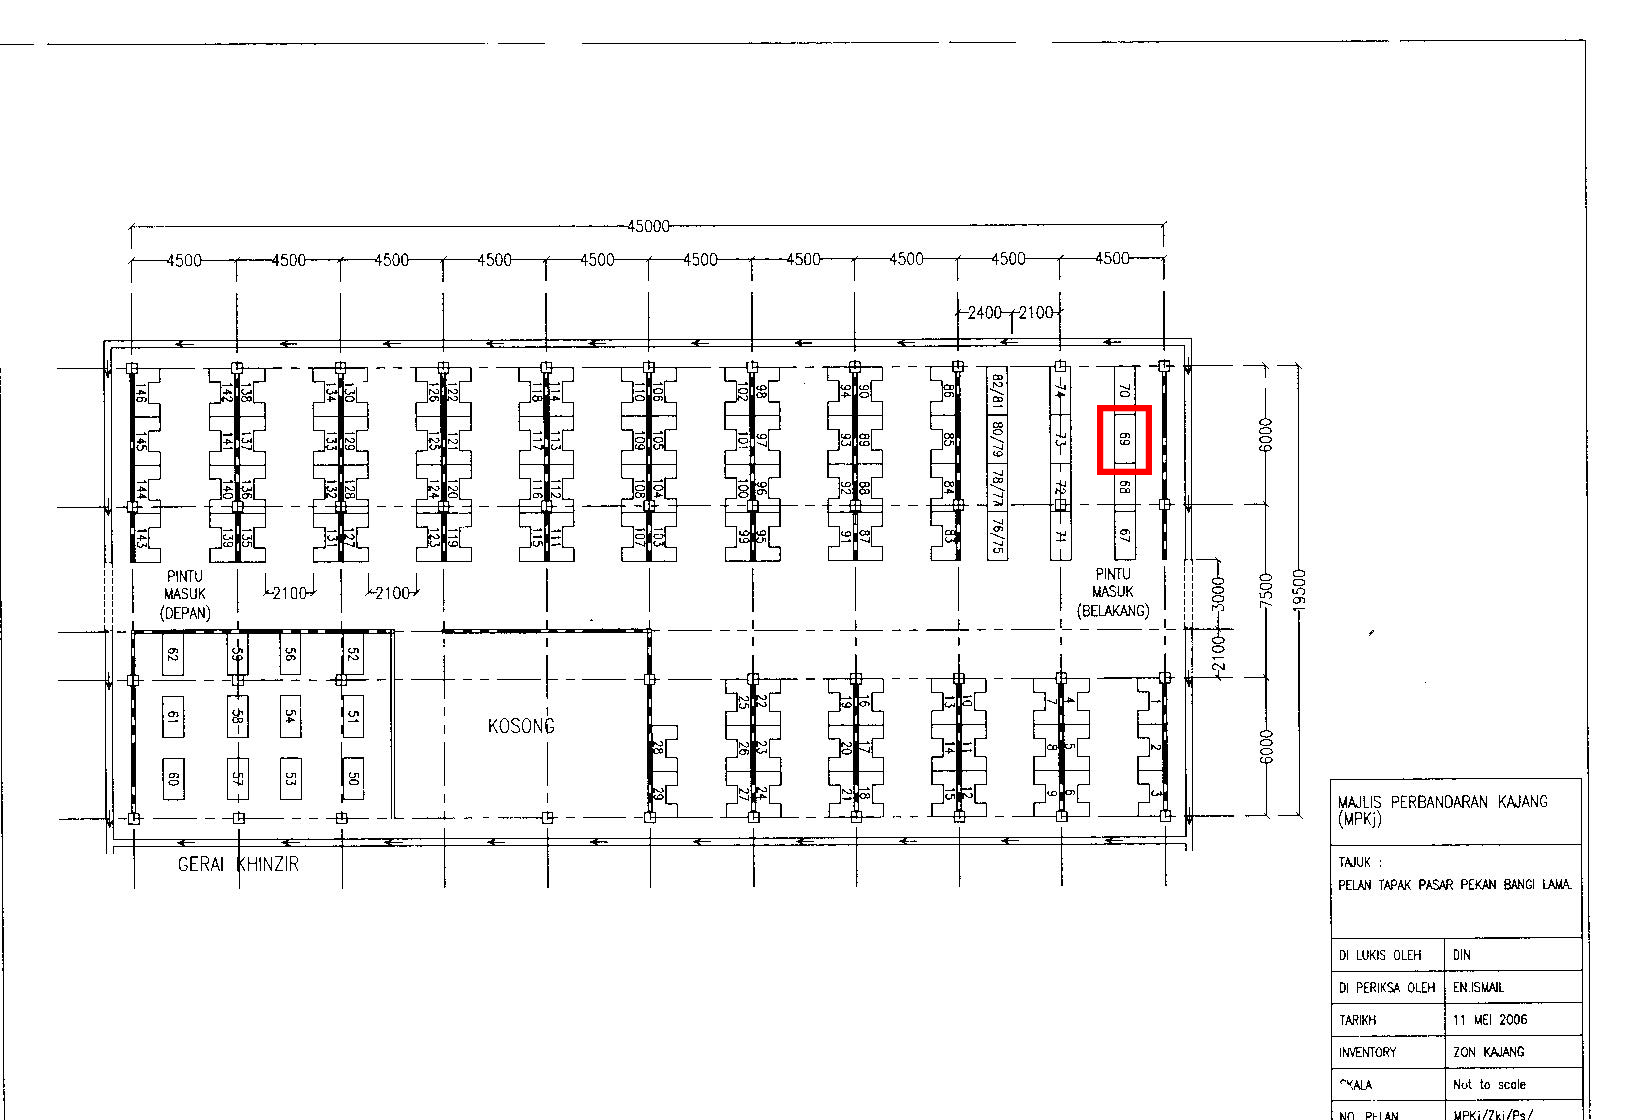 45000
4500 4500 4500 4500 4500 4500 4500 4500 4500 4500
2400 2100
146 142 138 134 130 126 122 118 114 110 106 102 98 94 90 86 82/81 74 70
145 141 137 133 129 125 121 117 113 109 105 101 97 93 89 85 80/79 73 69
144 140 136 132 128 124 120 116 112 108 104 100 96 92 88 84 78/77 72 68
143 139 135 131 127 123 119 115 111 107 103 99 95 91 87 83 76/75 71 67
6000
7500
19500
3000
2100
6000
PINTU
MASUK
(DEPAN)
2100 2100
PINTU
MASUK
(BELAKANG)
62 59 56 52
61 58 54 51
60 57 53 50
KOSONG
25 22 19 16 13 10 7 4 1
28 26 23 20 17 14 11 8 5 2
29 27 24 21 18 15 12 9 6 3
GERAI KHINZIR
MAJLIS PERBANDARAN KAJANG
(MPKj)
TAJUK :
PELAN TAPAK PASAR PEKAN BANGI LAMA.
DI LUKIS OLEH DIN
DI PERIKSA OLEH EN.ISMAIL
TARIKH 11 MEI 2006
INVENTORY ZON KAJANG
SKALA Not to scale
NO. PELAN MPKj/Zkj/Ps/